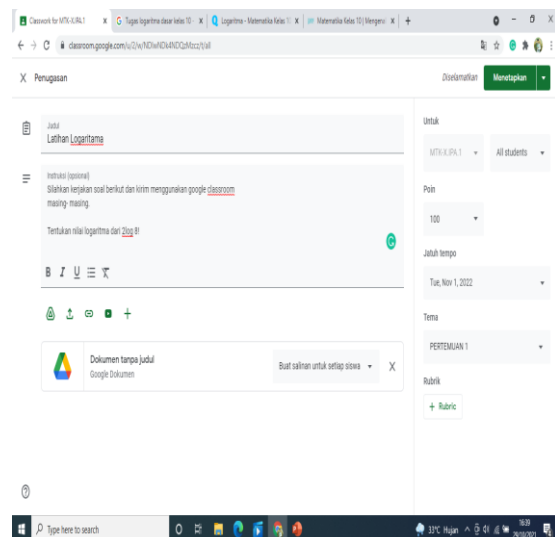 Classwork for MTK-X.IPA.1
Tugas logaritma dasar kelas 10 -
Logaritma - Matematika Kelas 1
Matematika Kelas 10 | Mengenal
classroom.google.com
Penugasan
Diselamatkan
Menetapkan
Judul
Latihan Logaritama
Instruksi (opsional)
Silahkan kerjakan soal berikut dan kirim menggunakan google classroom
masing- masing.
Tentukan nilai logaritma dari 2log 8!
B I U
Dokumen tanpa judul
Google Dokumen
Buat salinan untuk setiap siswa
Untuk
MTK-X.IPA.1
All students
Poin
100
Jatuh tempo
Tue, Nov 1, 2022
Tema
PERTEMUAN 1
Rubrik
+ Rubric
Type here to search
33°C Hujan
16:39